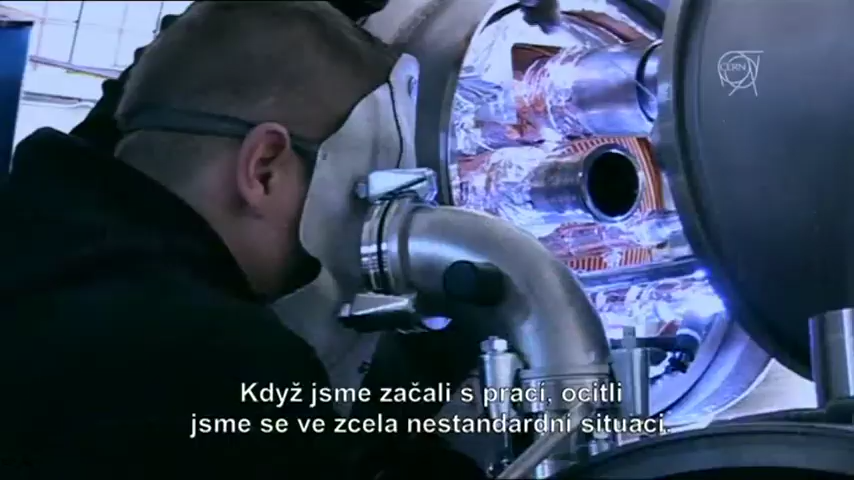 CERN
Když jsme začali s prací, ocitli
jsme se ve zcela nestandardní situaci.